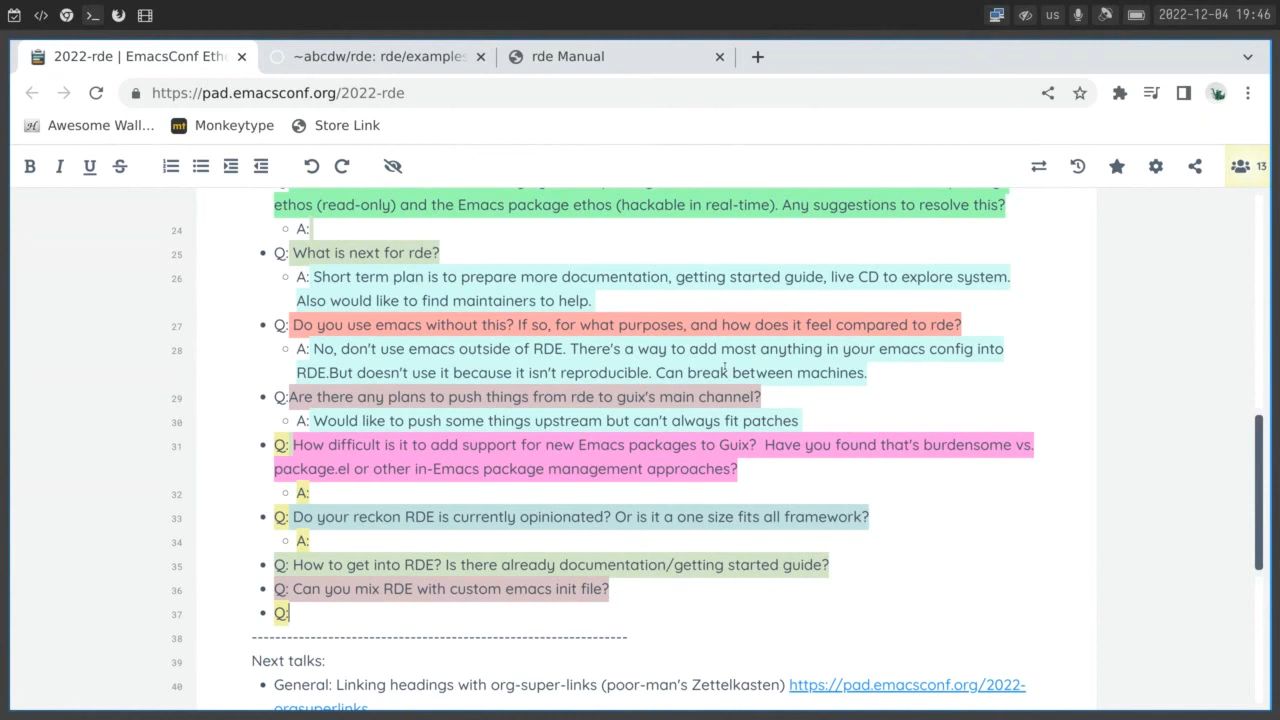 us 2022-12-04 19:46
2022-rde | EmacsConf Ethe
~abcdw/rde: rde/examples
rde Manual
https://pad.emacsconf.org/2022-rde
Awesome Wall...
mt Monkeytype
Store Link
B I U S
13
ethos (read-only) and the Emacs package ethos (hackable in real-time). Any suggestions to resolve this?
24 A:
25 Q: What is next for rde?
26 A: Short term plan is to prepare more documentation, getting started guide, live CD to explore system.
Also would like to find maintainers to help.
27 Q: Do you use emacs without this? If so, for what purposes, and how does it feel compared to rde?
28 A: No, don't use emacs outside of RDE. There's a way to add most anything in your emacs config into
RDE.But doesn't use it because it isn't reproducible. Can break between machines.
29 Q:Are there any plans to push things from rde to guix's main channel?
30 A: Would like to push some things upstream but can't always fit patches
31 Q: How difficult is it to add support for new Emacs packages to Guix?  Have you found that's burdensome vs.
package.el or other in-Emacs package management approaches?
32 A:
33 Q: Do your reckon RDE is currently opinionated? Or is it a one size fits all framework?
34 A:
35 Q: How to get into RDE? Is there already documentation/getting started guide?
36 Q: Can you mix RDE with custom emacs init file?
37 Q:
38 ---------------------------------------------------------------
39 Next talks:
40 General: Linking headings with org-super-links (poor-man's Zettelkasten) https://pad.emacsconf.org/2022-
orgsuperlinks